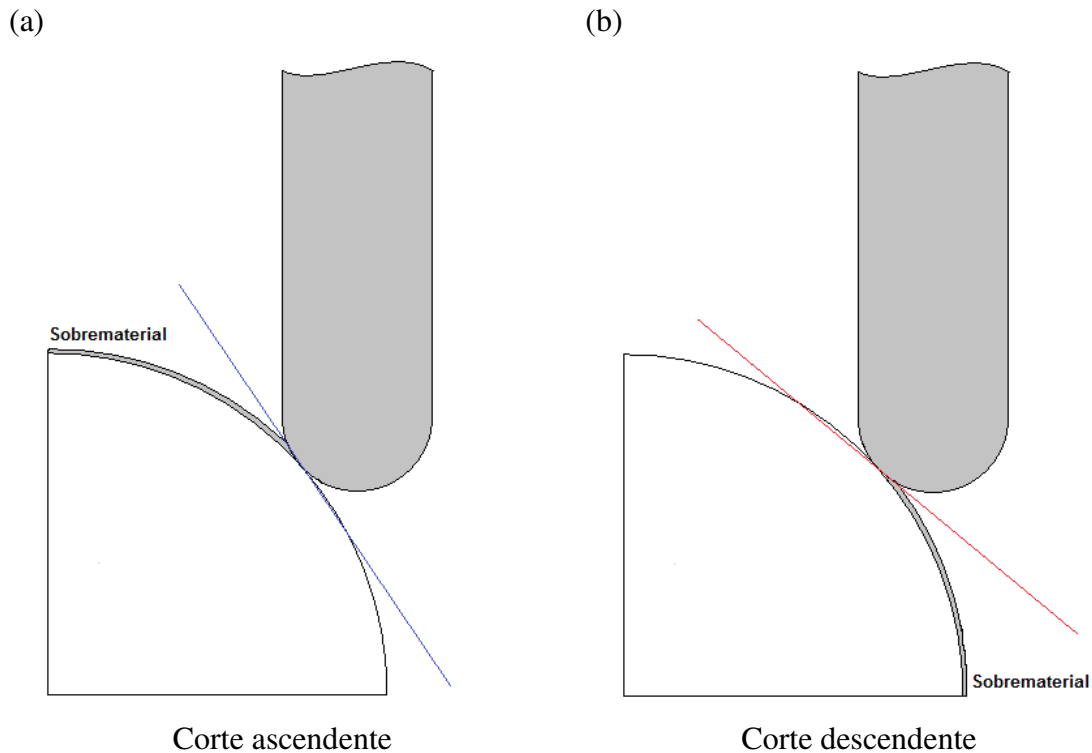 (a)
(b)
Sobrematerial
Sobrematerial
Corte ascendente
Corte descendente